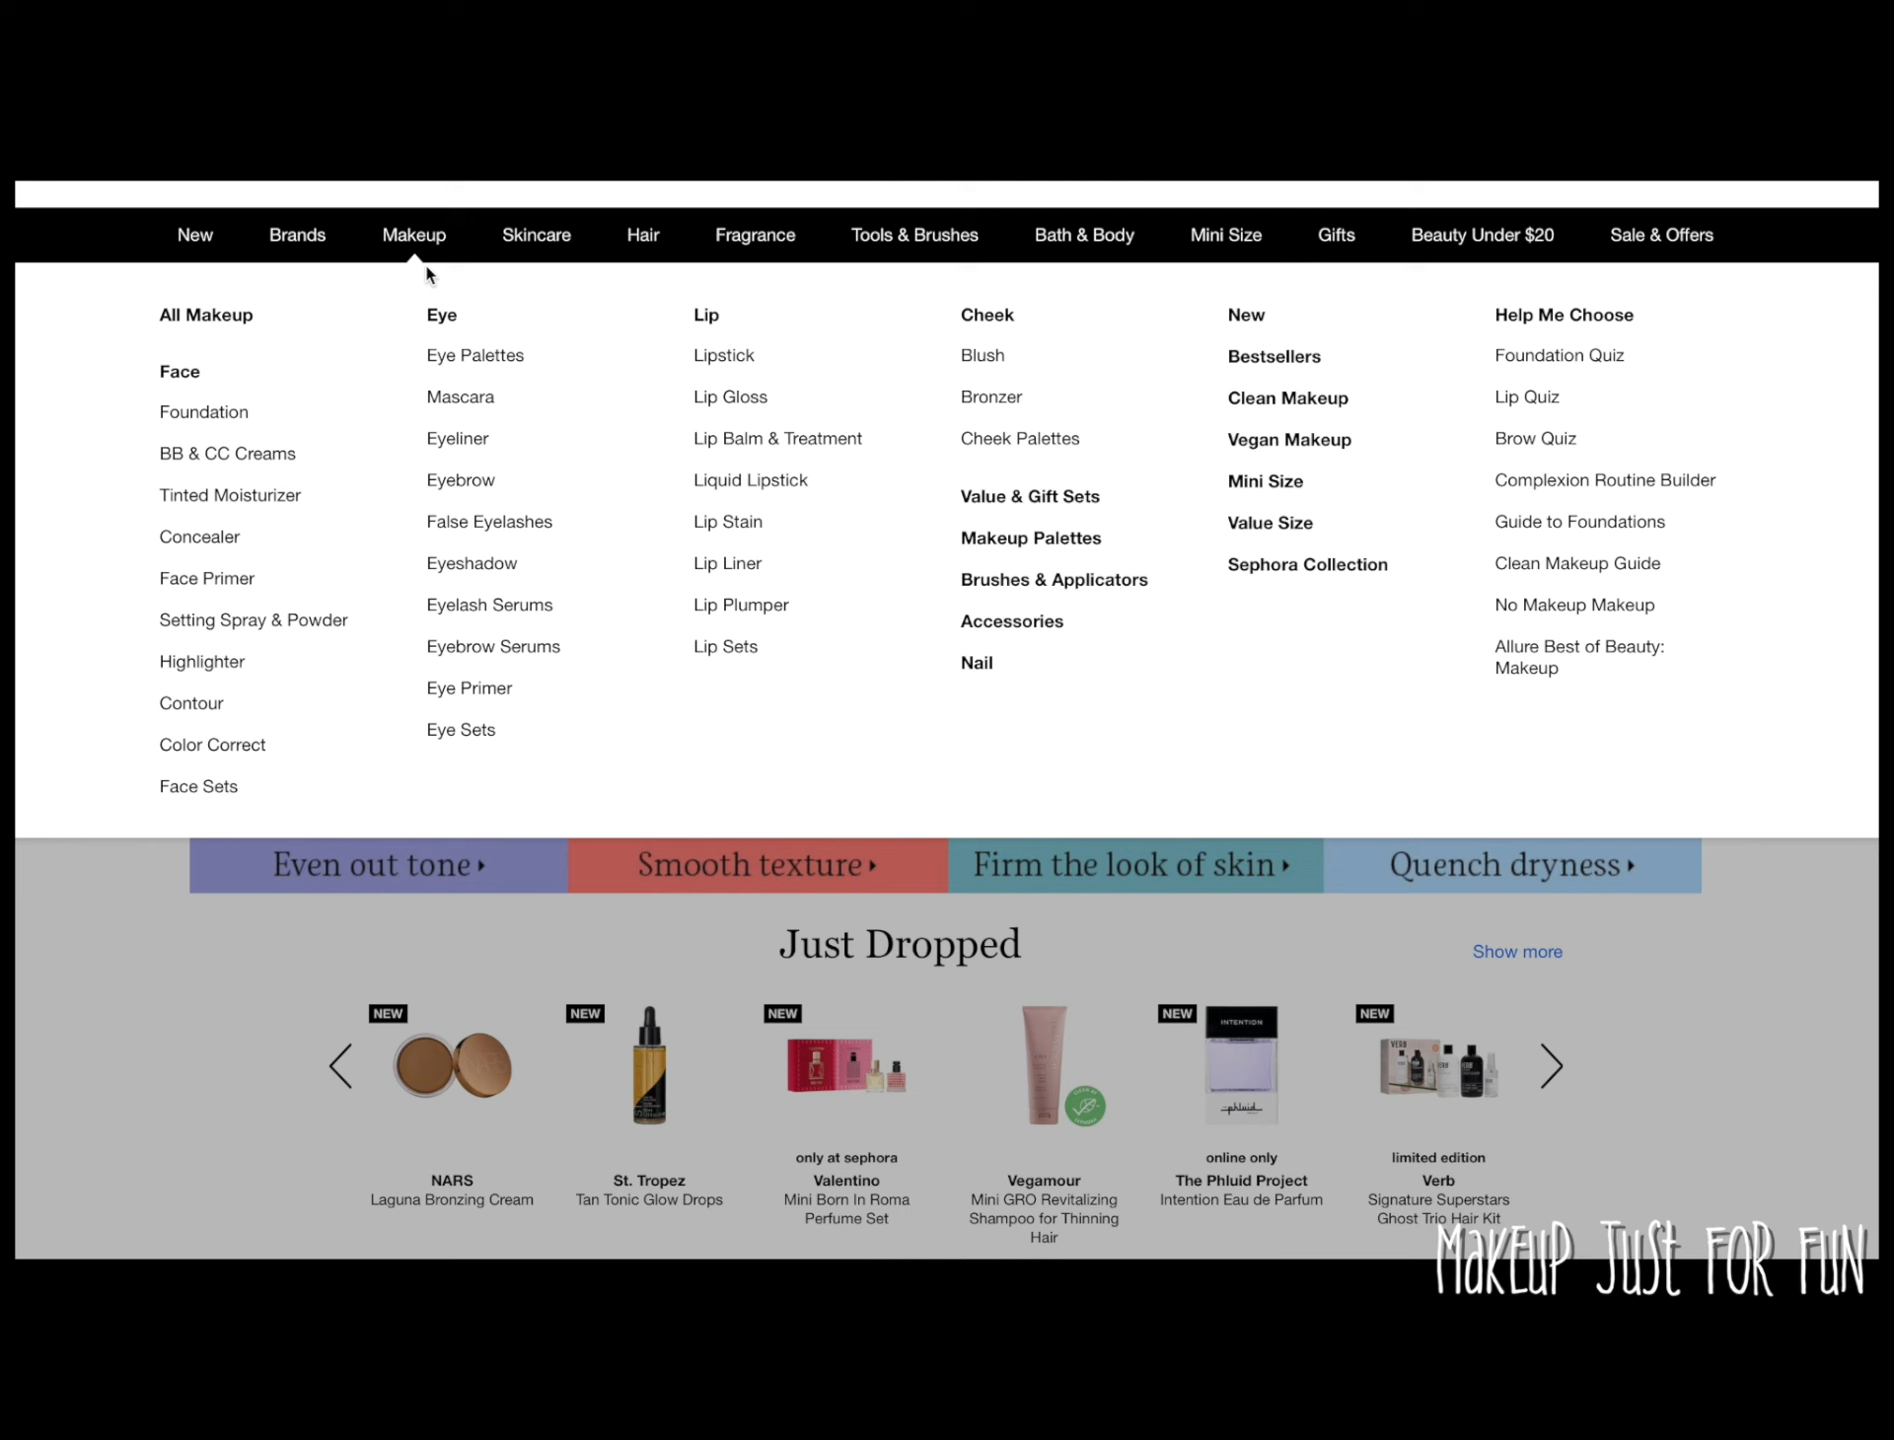 New Brands Makeup Skincare Hair Fragrance Tools & Brushes Bath & Body Mini Size Gifts Beauty Under $20 Sale & Offers
All Makeup
Face
Foundation
BB & CC Creams
Tinted Moisturizer
Concealer
Face Primer
Setting Spray & Powder
Highlighter
Contour
Color Correct
Face Sets
Eye
Eye Palettes
Mascara
Eyeliner
Eyebrow
False Eyelashes
Eyeshadow
Eyelash Serums
Eyebrow Serums
Eye Primer
Eye Sets
Lip
Lipstick
Lip Gloss
Lip Balm & Treatment
Liquid Lipstick
Lip Stain
Lip Liner
Lip Plumper
Lip Sets
Cheek
Blush
Bronzer
Cheek Palettes
Value & Gift Sets
Makeup Palettes
Brushes & Applicators
Accessories
Nail
New
Bestsellers
Clean Makeup
Vegan Makeup
Mini Size
Value Size
Sephora Collection
Help Me Choose
Foundation Quiz
Lip Quiz
Brow Quiz
Complexion Routine Builder
Guide to Foundations
Clean Makeup Guide
No Makeup Makeup
Allure Best of Beauty:
Makeup
Even out tone Smooth texture Firm the look of skin Quench dryness
Just Dropped
Show more
NEW
NARS
Laguna Bronzing Cream
NEW
St. Tropez
Tan Tonic Glow Drops
NEW
only at sephora
Valentino
Mini Born In Roma
Perfume Set
Vegamour
Mini GRO Revitalizing
Shampoo for Thinning
Hair
NEW
INTENTION
phluid
online only
The Phluid Project
Intention Eau de Parfum
NEW
VERB
limited edition
Verb
Signature Superstars
Ghost Trio Hair Kit
MaKEUP JUSt FOR FUN